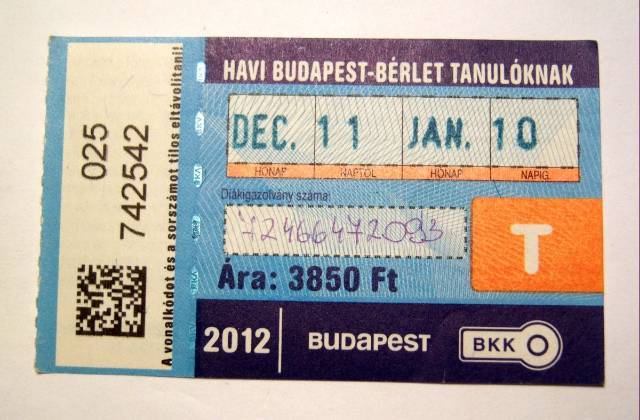 025
742542
A vonalkódot és a sorszámot tilos eltávolítani!
HAVI BUDAPEST-BÉRLET TANULÓKNAK
DEC. 11 JAN. 10
HÓNAP NAPTÓL HÓNAP NAPIG
Diákigazolvány száma:
72466472093
T
Ára: 3850 Ft
2012 BUDAPEST BKK